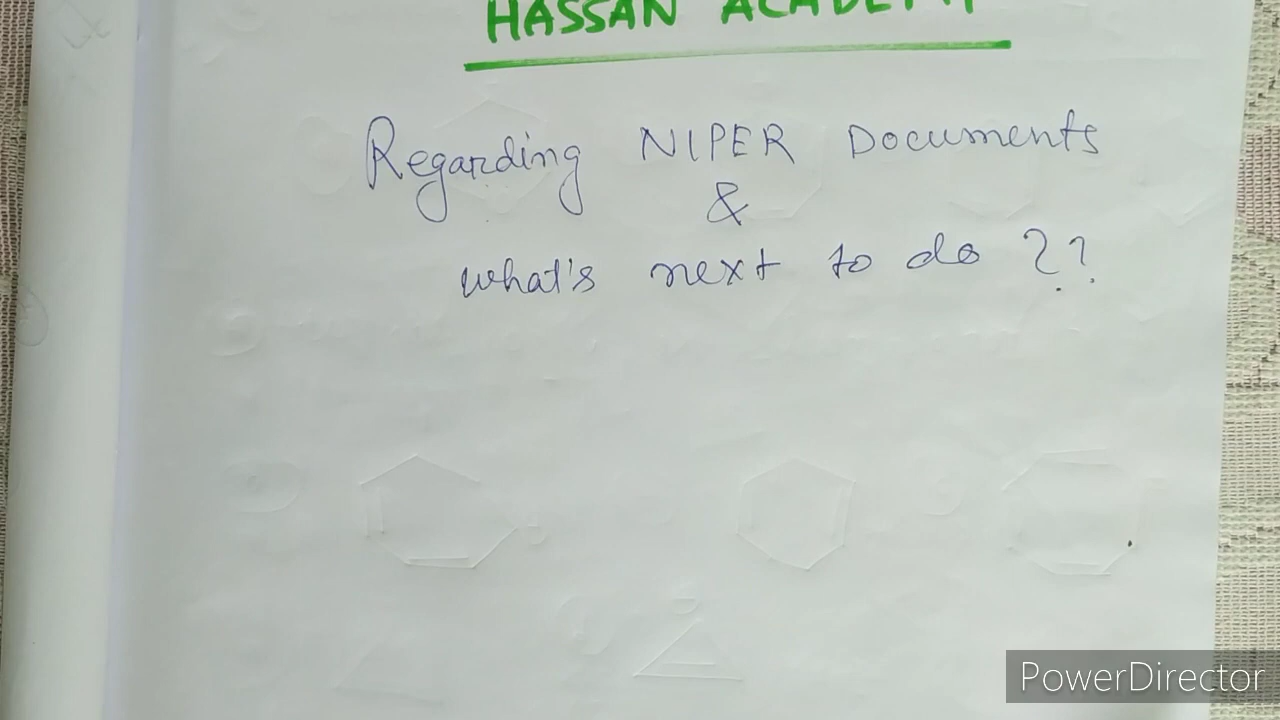 HASSAN ACADEMY
Regarding NIPER Documents
&
what's next to do ??
PowerDirector